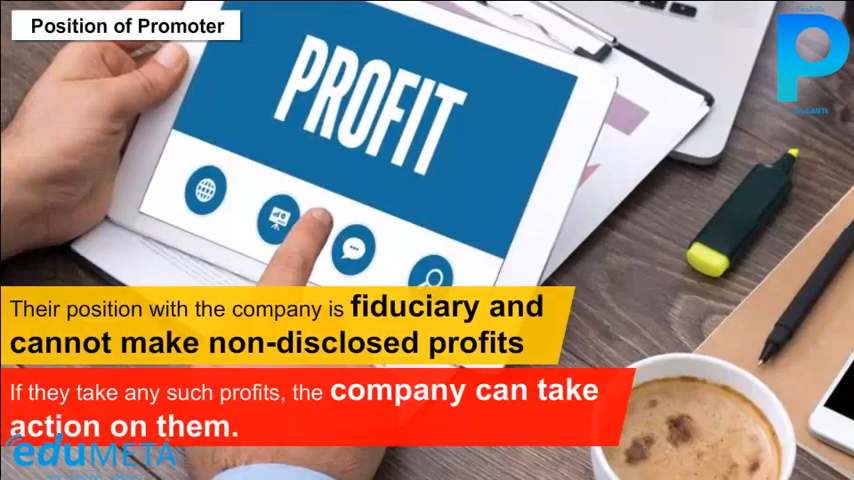 Position of Promoter
PROFIT
P
Their position with the company is fiduciary and
cannot make non-disclosed profits
If they take any such profits, the company can take
action on them.
eduMETA